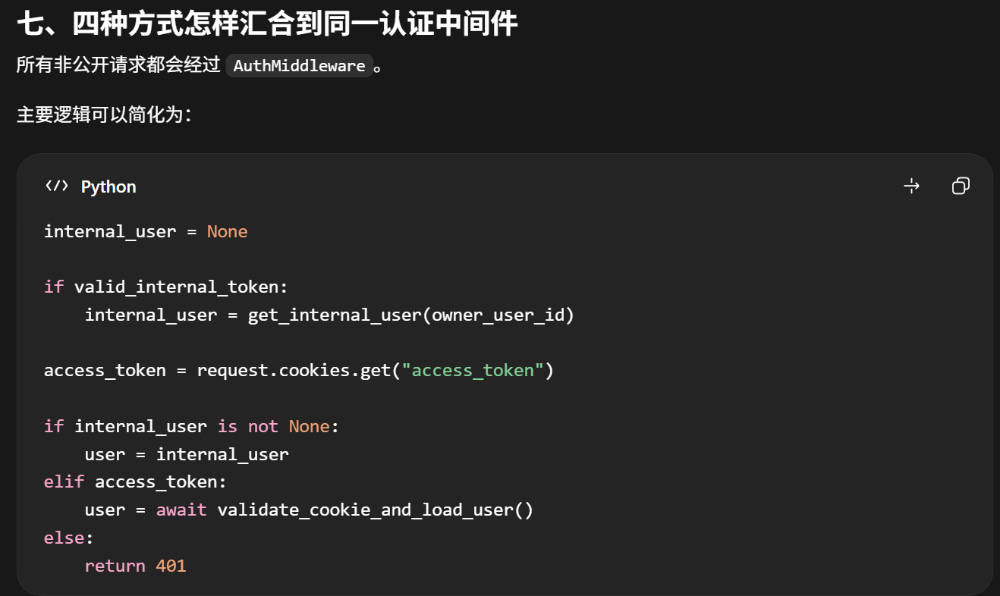 七、四种方式怎样汇合到同一认证中间件
所有非公开请求都会经过 AuthMiddleware。
主要逻辑可以简化为：
</> Python
internal_user = None
if valid_internal_token:
    internal_user = get_internal_user(owner_user_id)
access_token = request.cookies.get("access_token")
if internal_user is not None:
    user = internal_user
elif access_token:
    user = await validate_cookie_and_load_user()
else:
    return 401